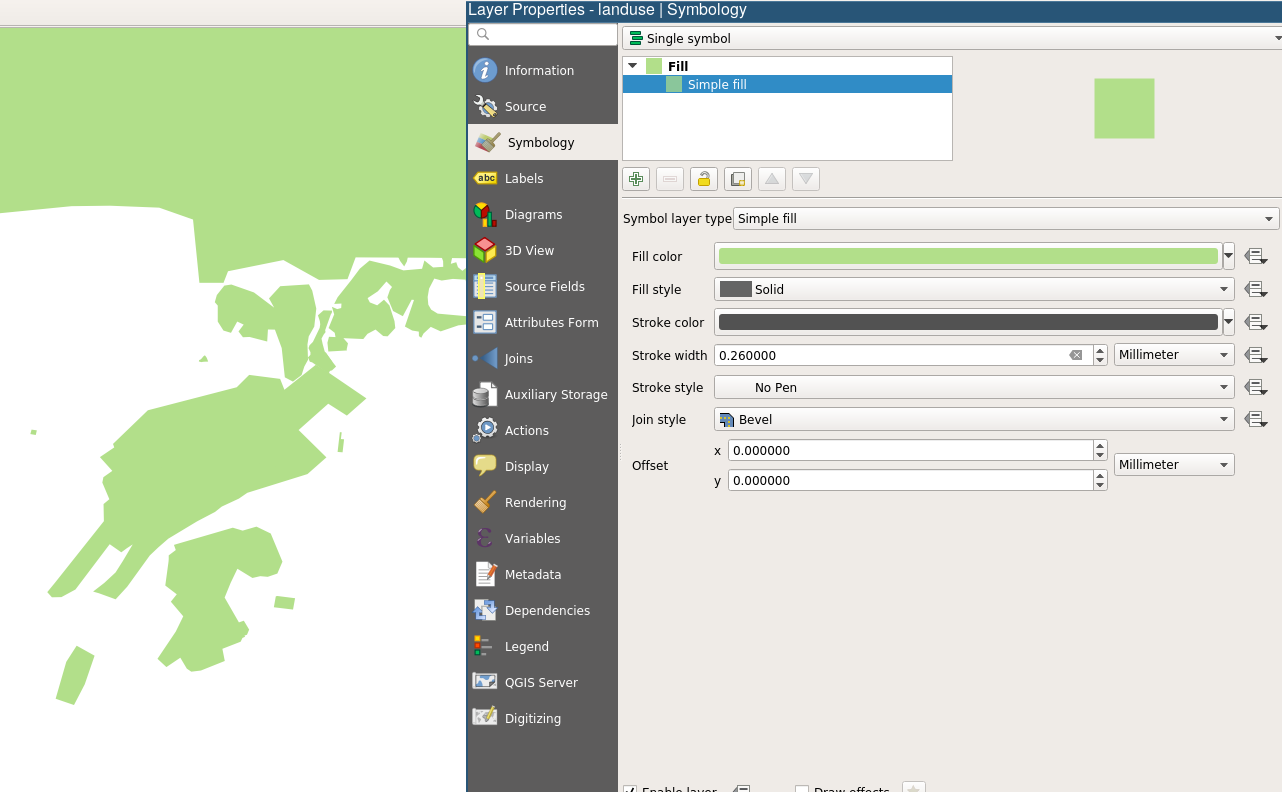 Layer Properties - landuse | Symbology
Single symbol
Information
Source
Symbology
Labels
Diagrams
3D View
Source Fields
Attributes Form
Joins
Auxiliary Storage
Actions
Display
Rendering
Variables
Metadata
Dependencies
Legend
QGIS Server
Digitizing
Fill
Simple fill
Symbol layer type Simple fill
Fill color
Fill style Solid
Stroke color
Stroke width 0.260000 Millimeter
Stroke style No Pen
Join style Bevel
Offset
x 0.000000 Millimeter
y 0.000000
Enable layer Draw effects
abc